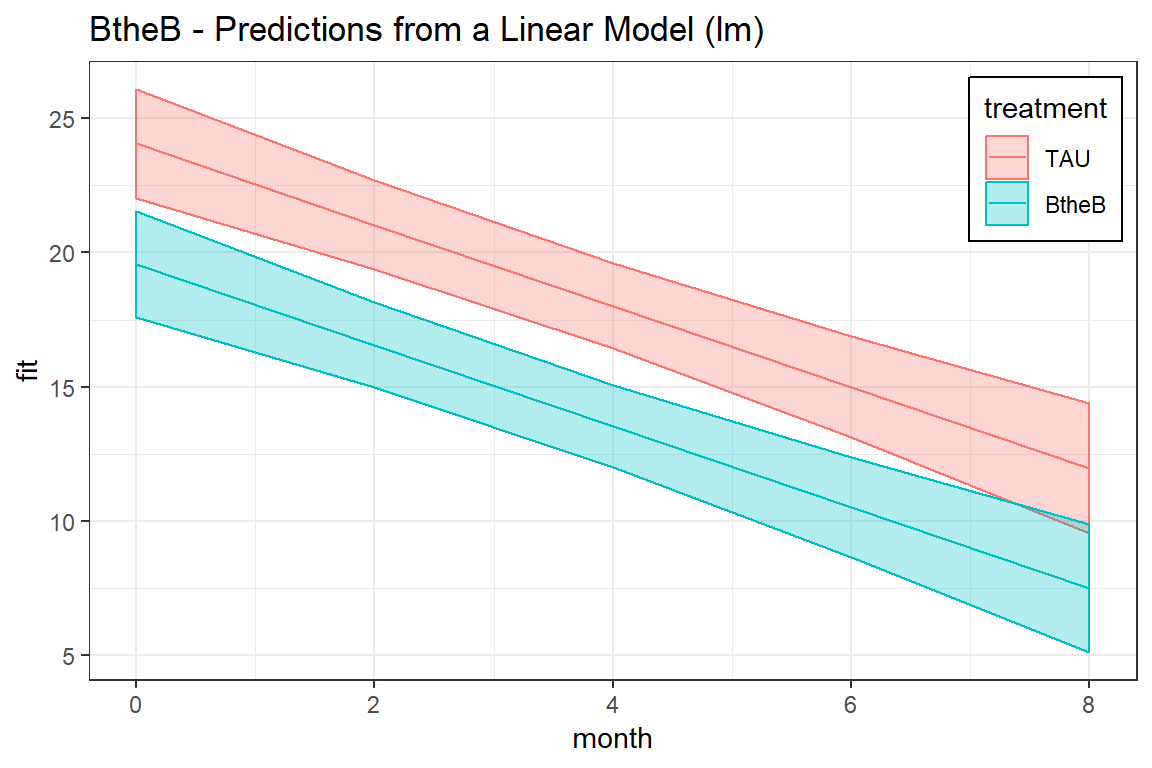 BtheB - Predictions from a Linear Model (lm)
treatment
TAU
BtheB
25
20
15
10
5
fit
0 2 4 6 8
month